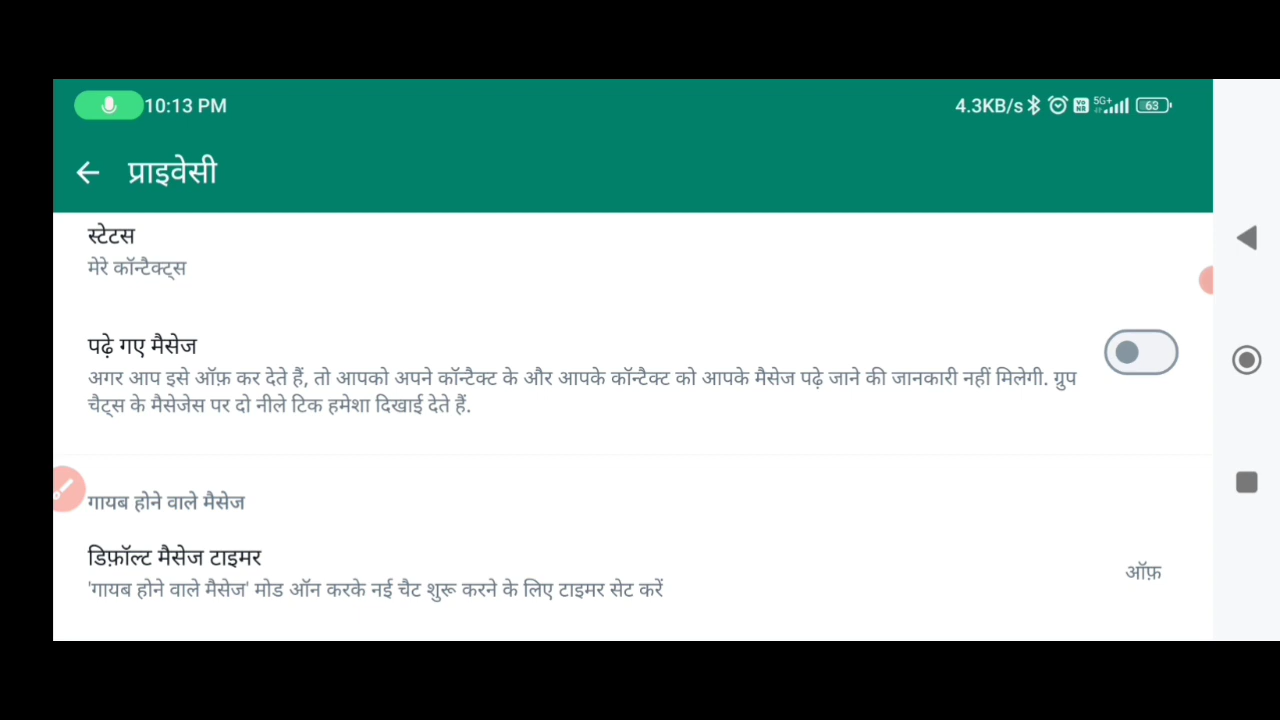 10:13 PM 4.3KB/s 5G+ 63
प्राइवेसी
स्टेटस
मेरे कॉन्टैक्ट्स
पढ़े गए मैसेज
अगर आप इसे ऑफ़ कर देते हैं, तो आपको अपने कॉन्टैक्ट के और आपके कॉन्टैक्ट को आपके मैसेज पढ़े जाने की जानकारी नहीं मिलेगी. ग्रुप
चैट्स के मैसेजेस पर दो नीले टिक हमेशा दिखाई देते हैं.
गायब होने वाले मैसेज
डिफ़ॉल्ट मैसेज टाइमर
'गायब होने वाले मैसेज' मोड ऑन करके नई चैट शुरू करने के लिए टाइमर सेट करें
ऑफ़